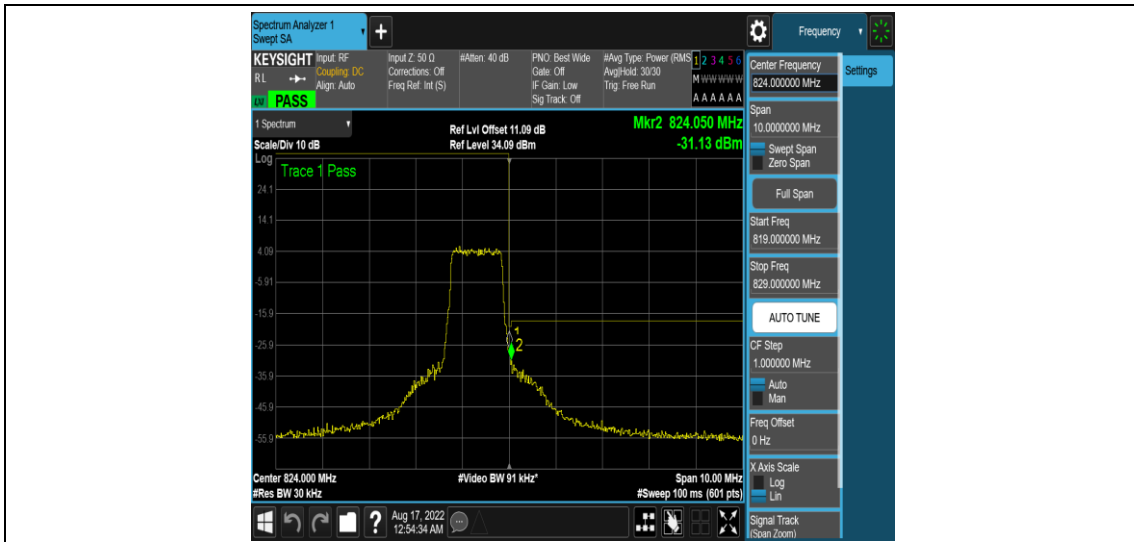 Spectrum Analyzer 1
Swept SA
+
Frequency
KEYSIGHT Input: RF Input Z: 50 Ω #Atten: 40 dB PNO: Best Wide #Avg Type: Power (RMS 1 2 3 4 5 6
RL Coupling: DC Corrections: Off Gate: Off Avg|Hold: 30/30 M W W W W W
Align: Auto Freq Ref: Int (S) IF Gain: Low Trig: Free Run
LXI PASS Sig Track: Off A A A A A A
1 Spectrum
Scale/Div 10 dB
Ref Lvl Offset 11.09 dB
Ref Level 34.09 dBm
Mkr2 824.050 MHz
-31.13 dBm
Log
Trace 1 Pass
24.1
14.1
4.09
-5.91
-15.9
-25.9
-35.9
-45.9
-55.9
1
2
Center 824.000 MHz #Video BW 91 kHz* Span 10.00 MHz
#Res BW 30 kHz #Sweep 100 ms (601 pts)
Center Frequency
824.000000 MHz
Settings
Span
10.0000000 MHz
Swept Span
Zero Span
Full Span
Start Freq
819.000000 MHz
Stop Freq
829.000000 MHz
AUTO TUNE
CF Step
1.000000 MHz
Auto
Man
Freq Offset
0 Hz
X Axis Scale
Log
Lin
Signal Track
(Span Zoom)
?
Aug 17, 2022
12:54:34 AM